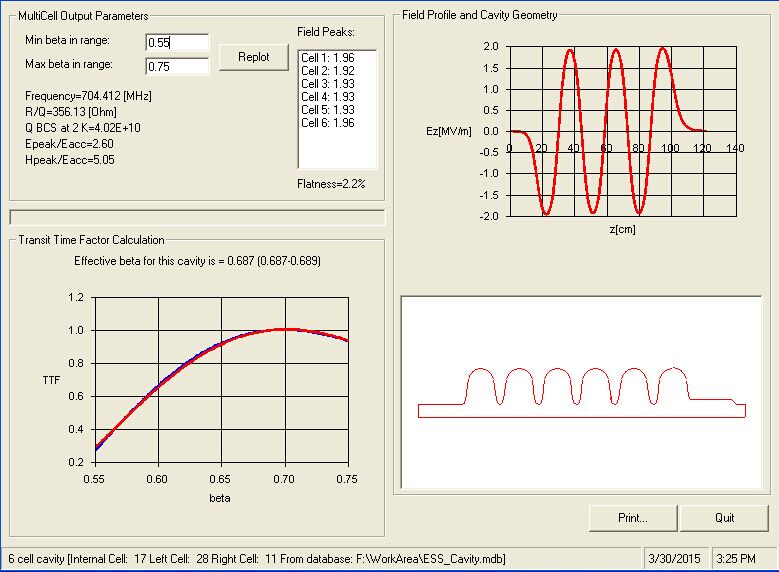 MultiCell Output Parameters
Min beta in range: 0.55
Max beta in range: 0.75
Replot
Frequency=704.412 [MHz]
R/Q=356.13 [Ohm]
Q BCS at 2 K=4.02E+10
Epeak/Eacc=2.60
Hpeak/Eacc=5.05
Field Peaks:
Cell 1: 1.96
Cell 2: 1.92
Cell 3: 1.93
Cell 4: 1.93
Cell 5: 1.93
Cell 6: 1.96
Flatness=2.2%
Transit Time Factor Calculation
Effective beta for this cavity is = 0.687 (0.687-0.689)
1.2
1.0
0.8
TTF
0.6
0.4
0.2
0.55 0.60 0.65 0.70 0.75
beta
Field Profile and Cavity Geometry
2.0
1.5
1.0
0.5
Ez[MV/m] 0.0
0 20 40 60 80 100 120 140
-0.5
-1.0
-1.5
-2.0
z[cm]
Print...
Quit
6 cell cavity [Internal Cell: 17 Left Cell: 28 Right Cell: 11 From database: F:\WorkArea\ESS_Cavity.mdb]
3/30/2015
3:25 PM